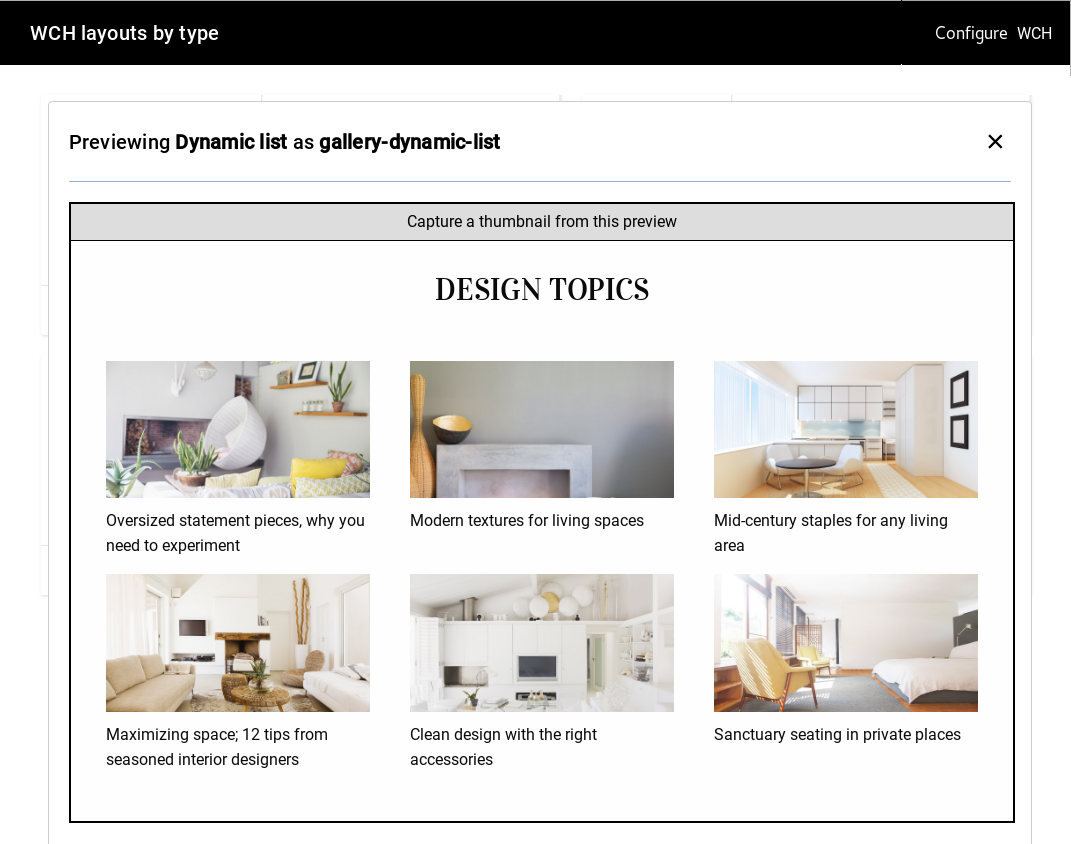 WCH layouts by type
Configure WCH
Previewing Dynamic list as gallery-dynamic-list
Capture a thumbnail from this preview
DESIGN TOPICS
Oversized statement pieces, why you
need to experiment
Modern textures for living spaces
Mid-century staples for any living
area
Maximizing space; 12 tips from
seasoned interior designers
Clean design with the right
accessories
Sanctuary seating in private places